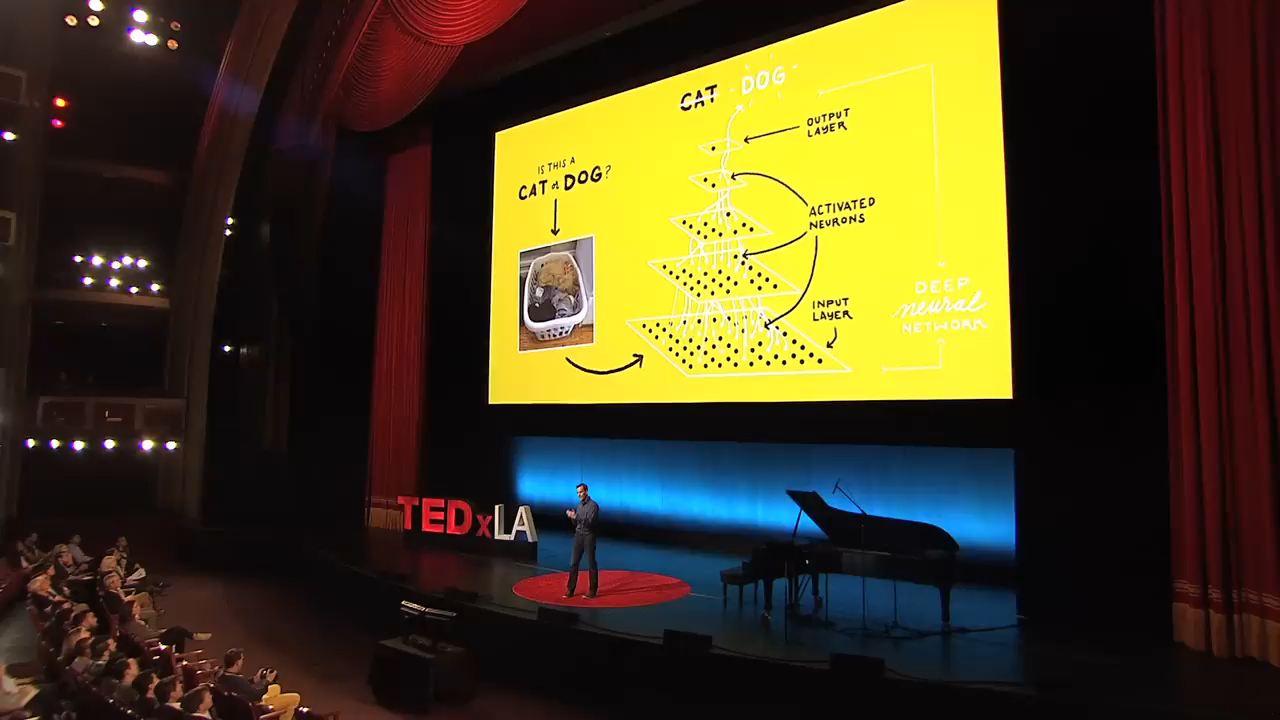 CAT - DOG
OUTPUT
LAYER
IS THIS A
CAT or DOG?
ACTIVATED
NEURONS
INPUT
LAYER
DEEP
neural
NETWORK
TEDxLA